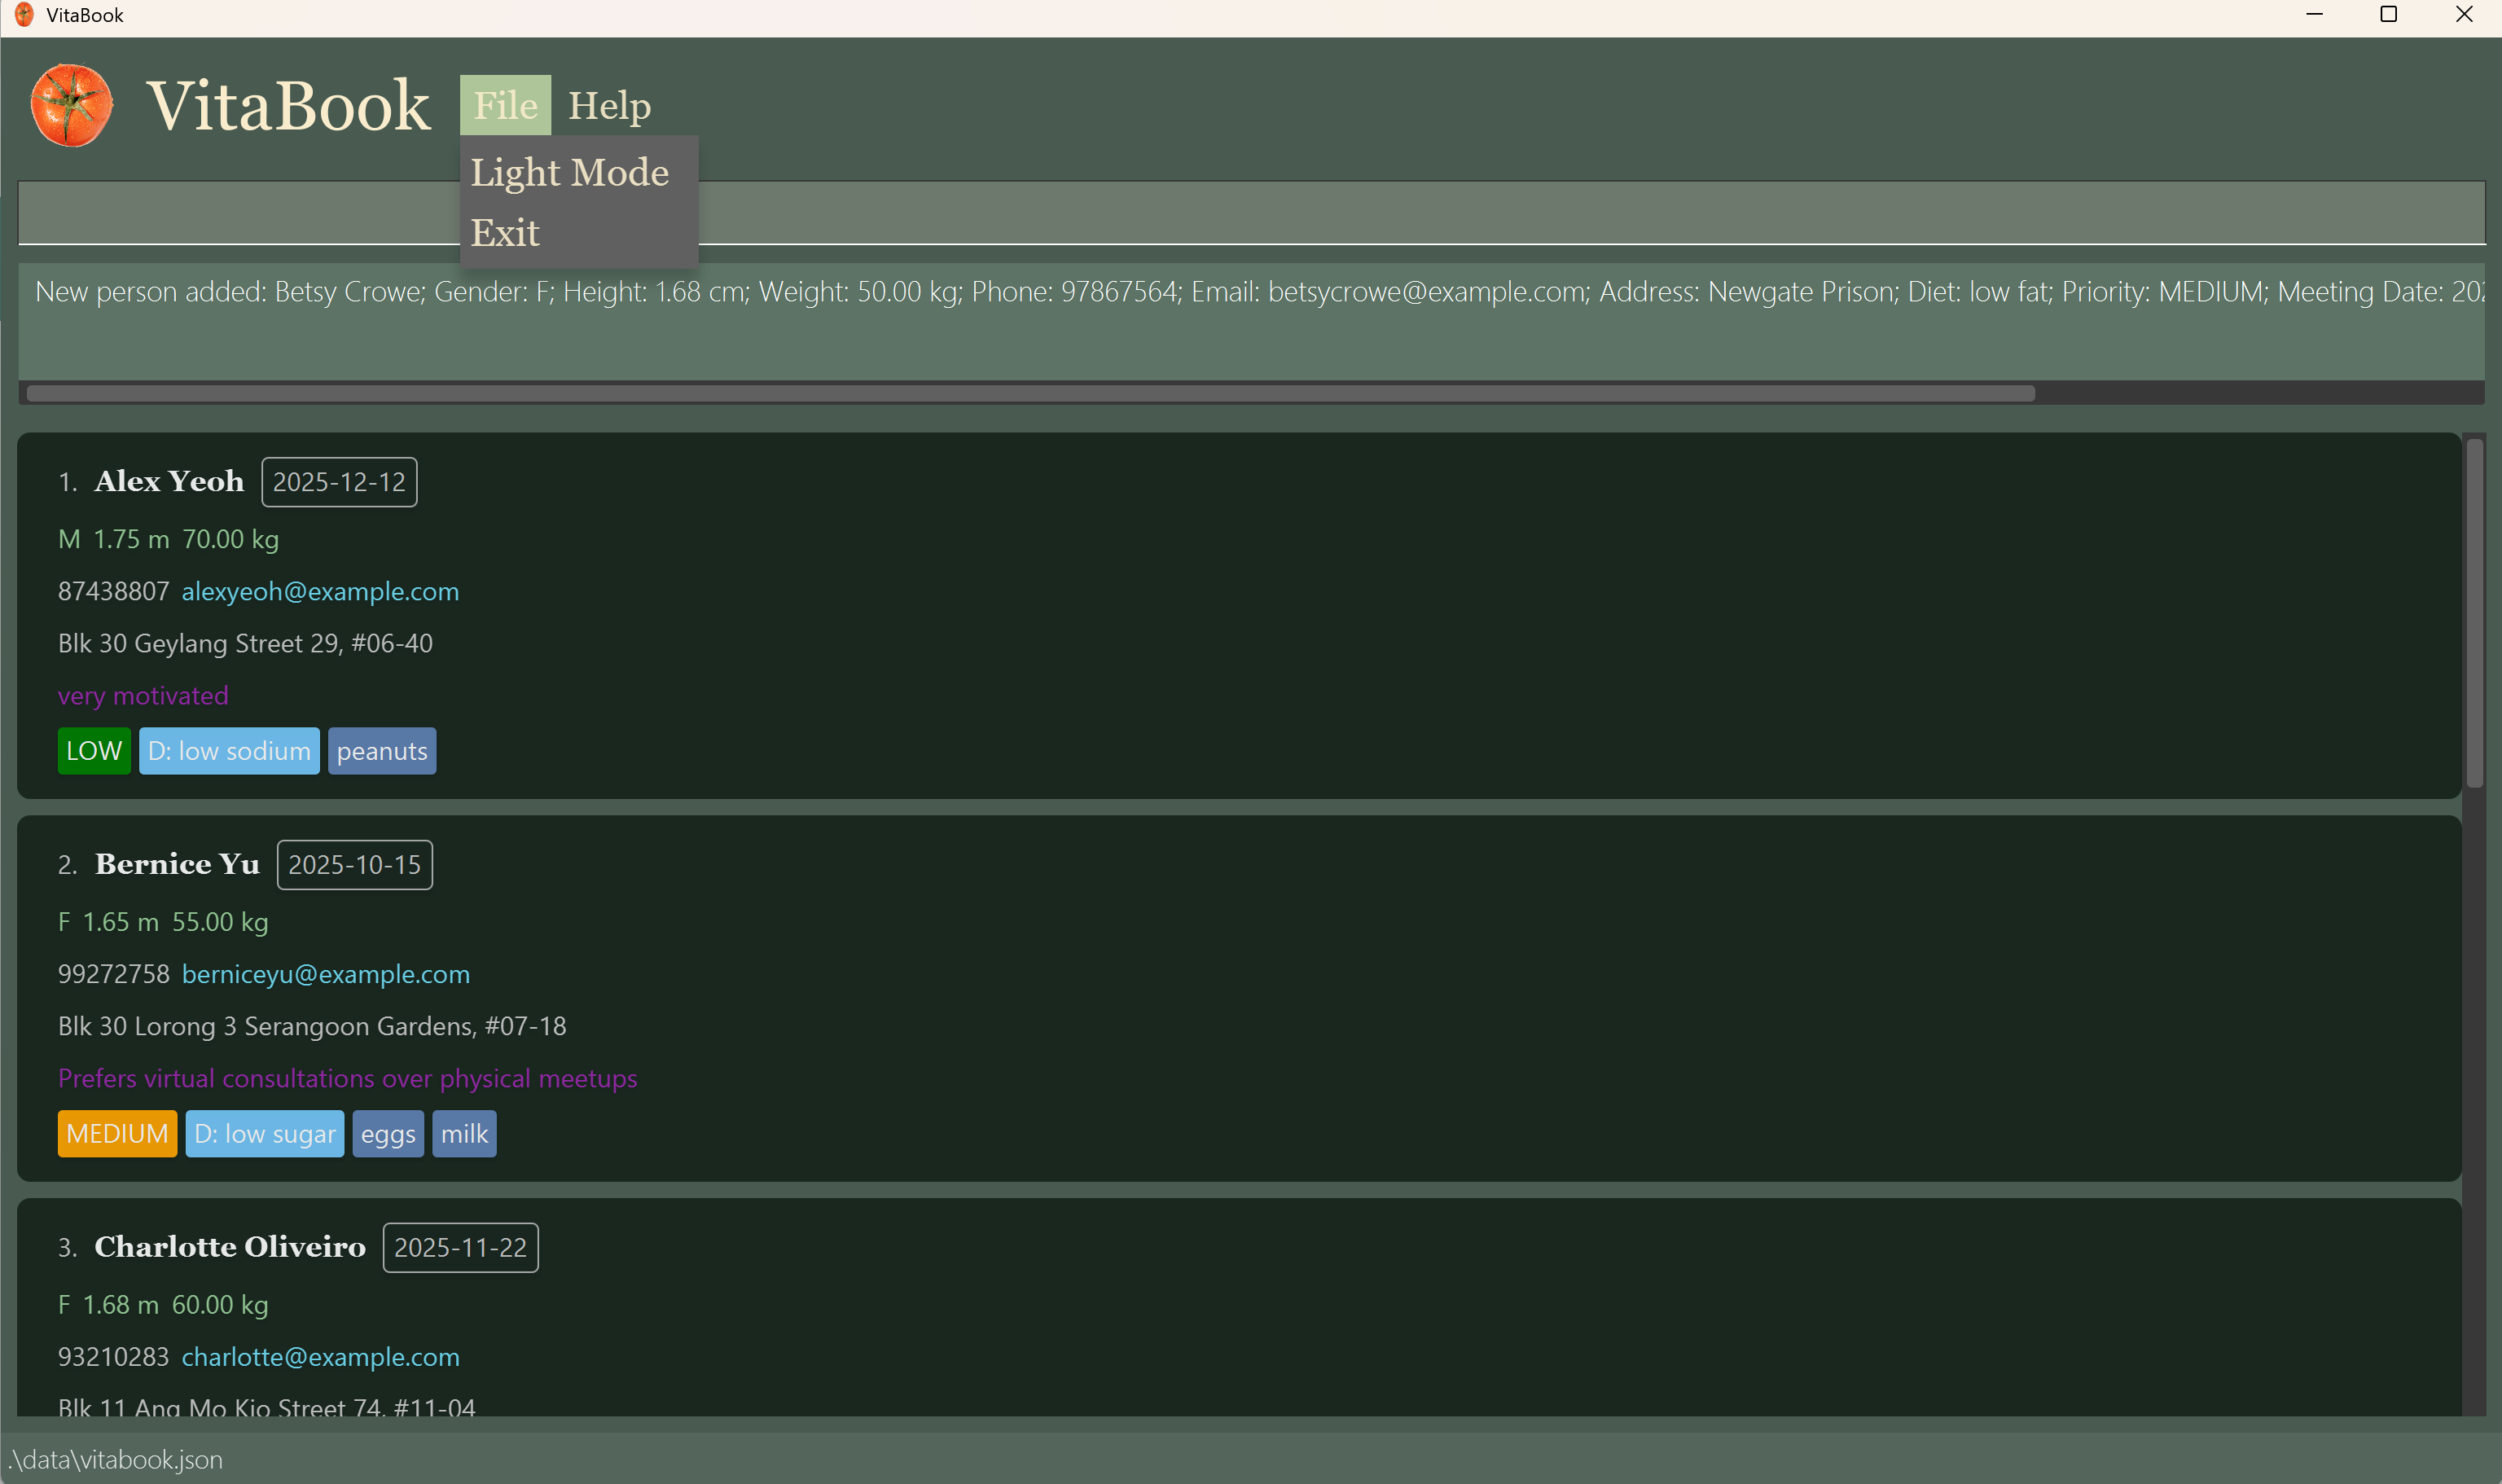 VitaBook
VitaBook File Help
Light Mode
Exit
New person added: Betsy Crowe; Gender: F; Height: 1.68 cm; Weight: 50.00 kg; Phone: 97867564; Email: betsycrowe@example.com; Address: Newgate Prison; Diet: low fat; Priority: MEDIUM; Meeting Date:
1. Alex Yeoh 2025-12-12
M 1.75 m 70.00 kg
87438807 alexyeoh@example.com
Blk 30 Geylang Street 29, #06-40
very motivated
LOW D: low sodium peanuts
2. Bernice Yu 2025-10-15
F 1.65 m 55.00 kg
99272758 berniceyu@example.com
Blk 30 Lorong 3 Serangoon Gardens, #07-18
Prefers virtual consultations over physical meetups
MEDIUM D: low sugar eggs milk
3. Charlotte Oliveiro 2025-11-22
F 1.68 m 60.00 kg
93210283 charlotte@example.com
Blk 11 Ang Mo Kio Street 74, #11-04
.\data\vitabook.json